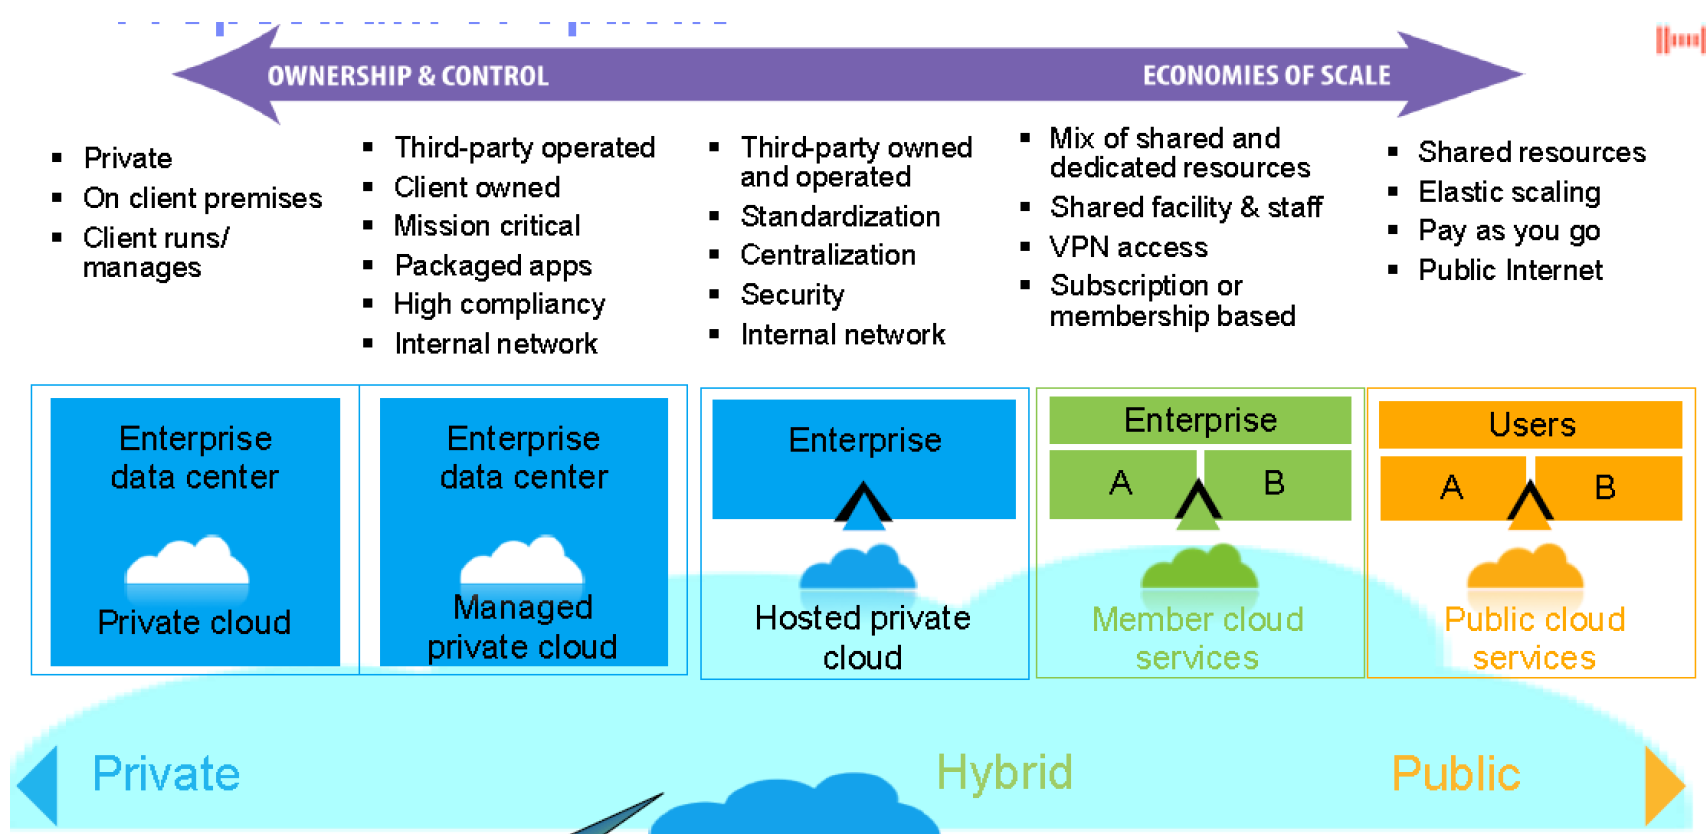 OWNERSHIP & CONTROL
ECONOMIES OF SCALE
▪ Private
▪ On client premises
▪ Client runs/
manages
▪ Third-party operated
▪ Client owned
▪ Mission critical
▪ Packaged apps
▪ High compliancy
▪ Internal network
▪ Third-party owned
and operated
▪ Standardization
▪ Centralization
▪ Security
▪ Internal network
▪ Mix of shared and
dedicated resources
▪ Shared facility & staff
▪ VPN access
▪ Subscription or
membership based
▪ Shared resources
▪ Elastic scaling
▪ Pay as you go
▪ Public Internet
Enterprise
data center
Private cloud
Enterprise
data center
Managed
private cloud
Enterprise
Hosted private
cloud
Enterprise
A B
Member cloud
services
Users
A B
Public cloud
services
Private
Hybrid
Public